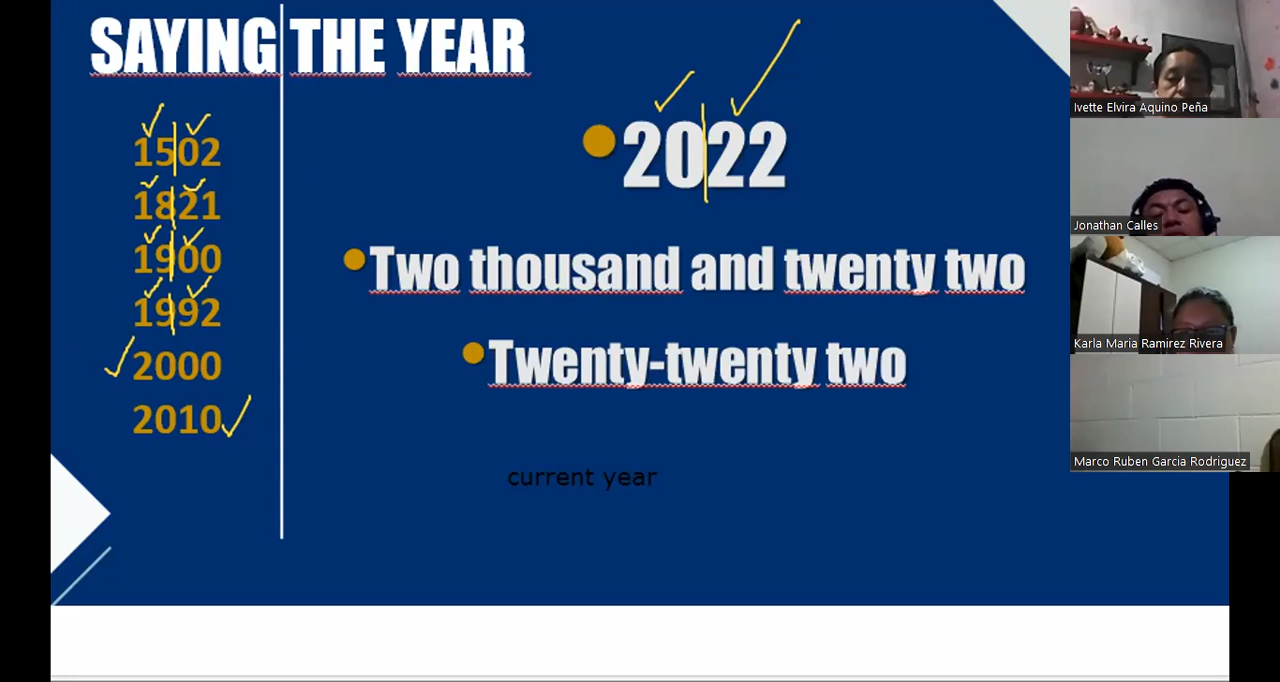 SAYING THE YEAR
1502
1821
1900
1992
2000
2010
2022
Two thousand and twenty two
Twenty-twenty two
current year
Ivette Elvira Aquino Peña
Jonathan Calles
Karla Maria Ramirez Rivera
Marco Ruben Garcia Rodriguez